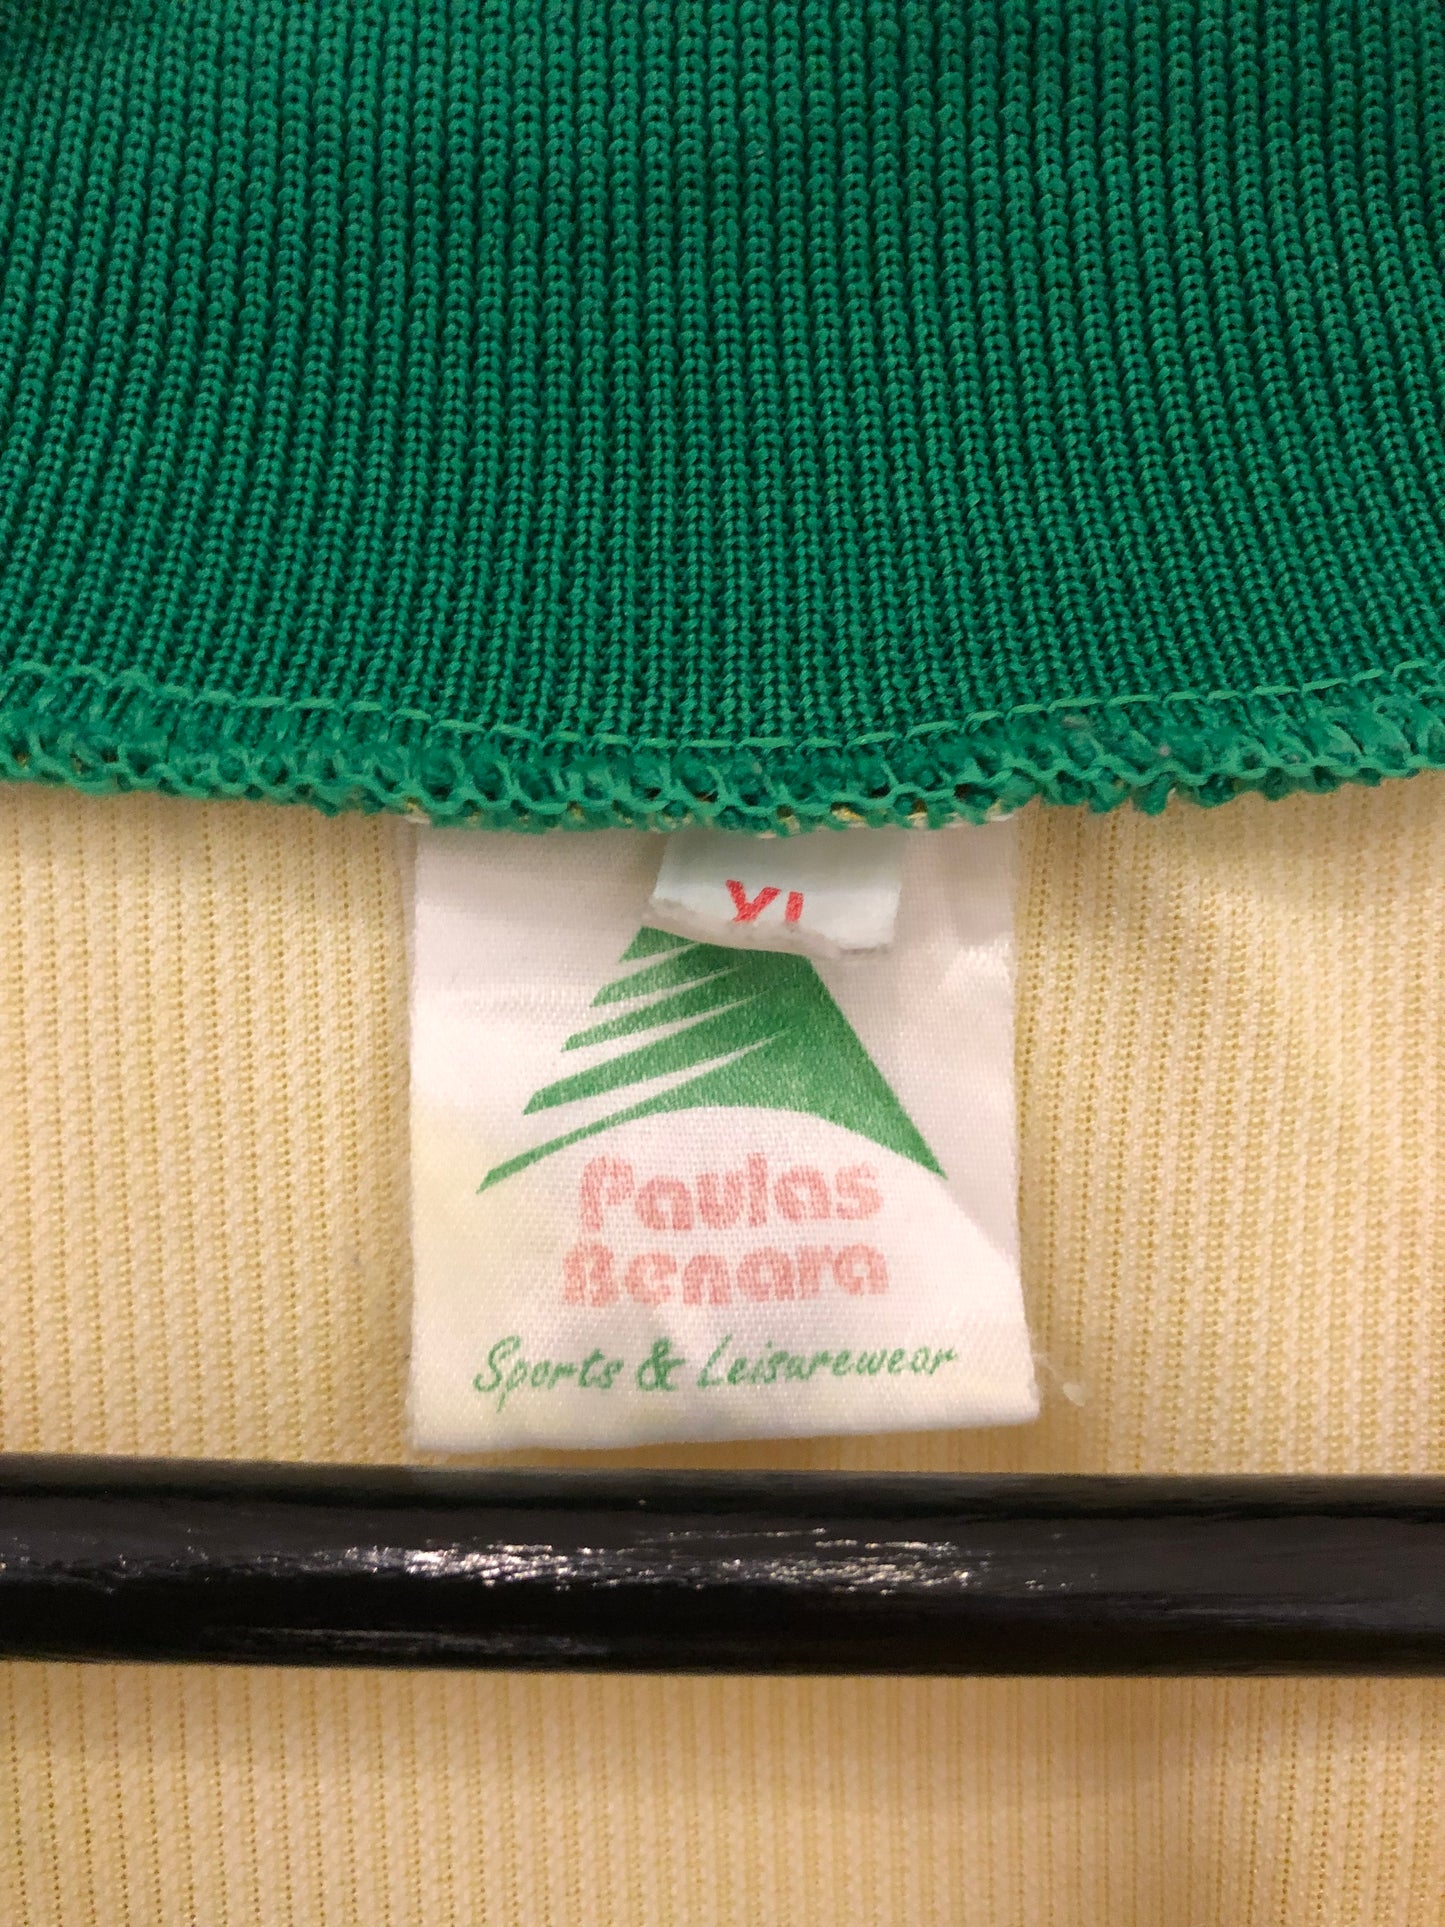 XL
Paulas
Benara
Sports & Leisurewear